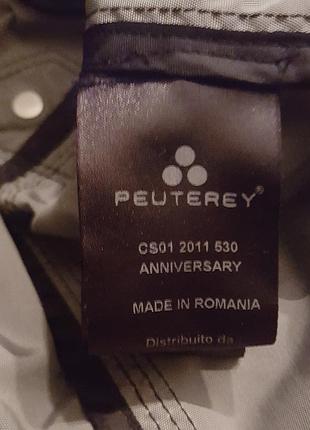 PEUTEREY®
CS01 2011 530
ANNIVERSARY
MADE IN ROMANIA
Distribuito da